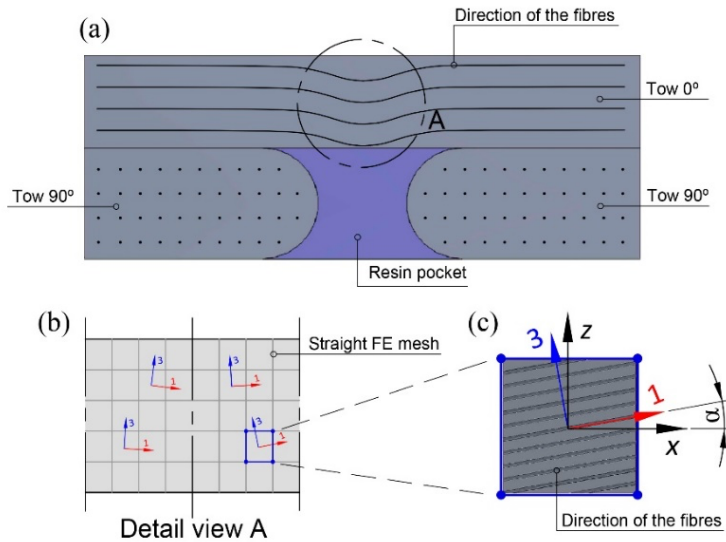 (a)
Direction of the fibres
Tow 0º
A
Tow 90º
Tow 90º
Resin pocket
(b)
Straight FE mesh
3
1
3
1
3
1
3
1
Detail view A
(c)
z
3
1
α
x
Direction of the fibres